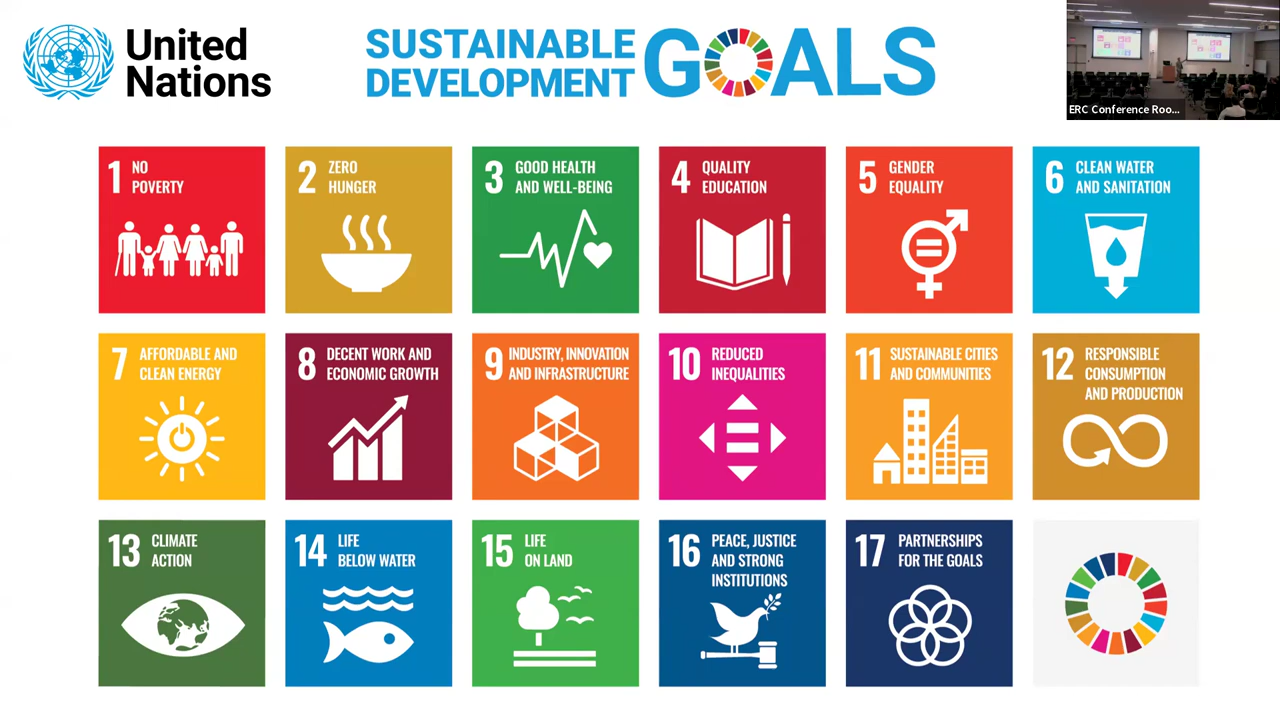 United
Nations
SUSTAINABLE
DEVELOPMENT
GOALS
ERC Conference Roo...
1 NO
POVERTY
2 ZERO
HUNGER
3 GOOD HEALTH
AND WELL-BEING
4 QUALITY
EDUCATION
5 GENDER
EQUALITY
6 CLEAN WATER
AND SANITATION
7 AFFORDABLE AND
CLEAN ENERGY
8 DECENT WORK AND
ECONOMIC GROWTH
9 INDUSTRY, INNOVATION
AND INFRASTRUCTURE
10 REDUCED
INEQUALITIES
11 SUSTAINABLE CITIES
AND COMMUNITIES
12 RESPONSIBLE
CONSUMPTION
AND PRODUCTION
13 CLIMATE
ACTION
14 LIFE
BELOW WATER
15 LIFE
ON LAND
16 PEACE, JUSTICE
AND STRONG
INSTITUTIONS
17 PARTNERSHIPS
FOR THE GOALS